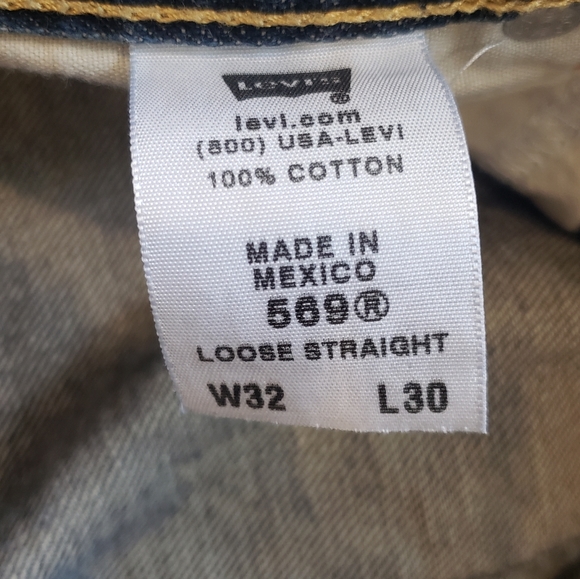 Levi's®
levi.com
(800) USA-LEVI
100% COTTON
MADE IN
MEXICO
569®
LOOSE STRAIGHT
W32 L30